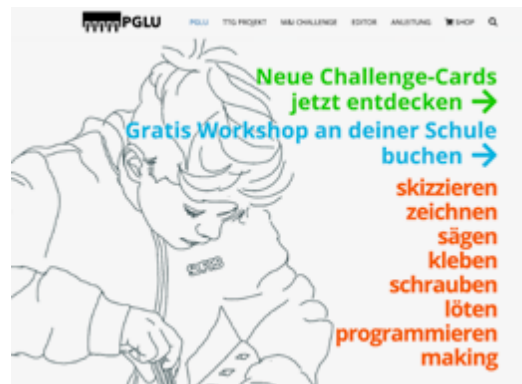 PGLU
PGLU TTG PROJEKT M&I CHALLENGE EDITOR ANLEITUNG SHOP
Neue Challenge-Cards
jetzt entdecken →
Gratis Workshop an deiner Schule
buchen →
skizzieren
zeichnen
sägen
kleben
schrauben
löten
programmieren
making